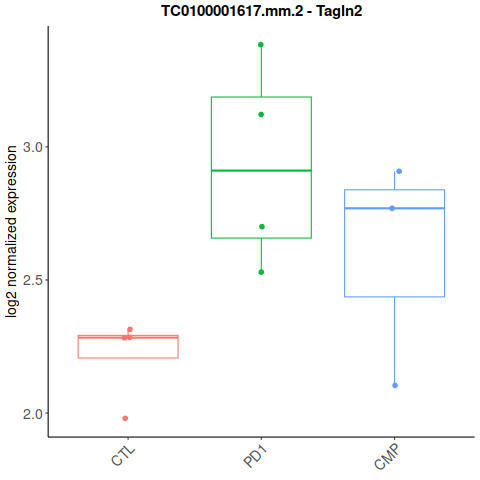 TC0100001617.mm.2 - Tagln2
log2 normalized expression
3.0
2.5
2.0
CTL
PD1
CMP